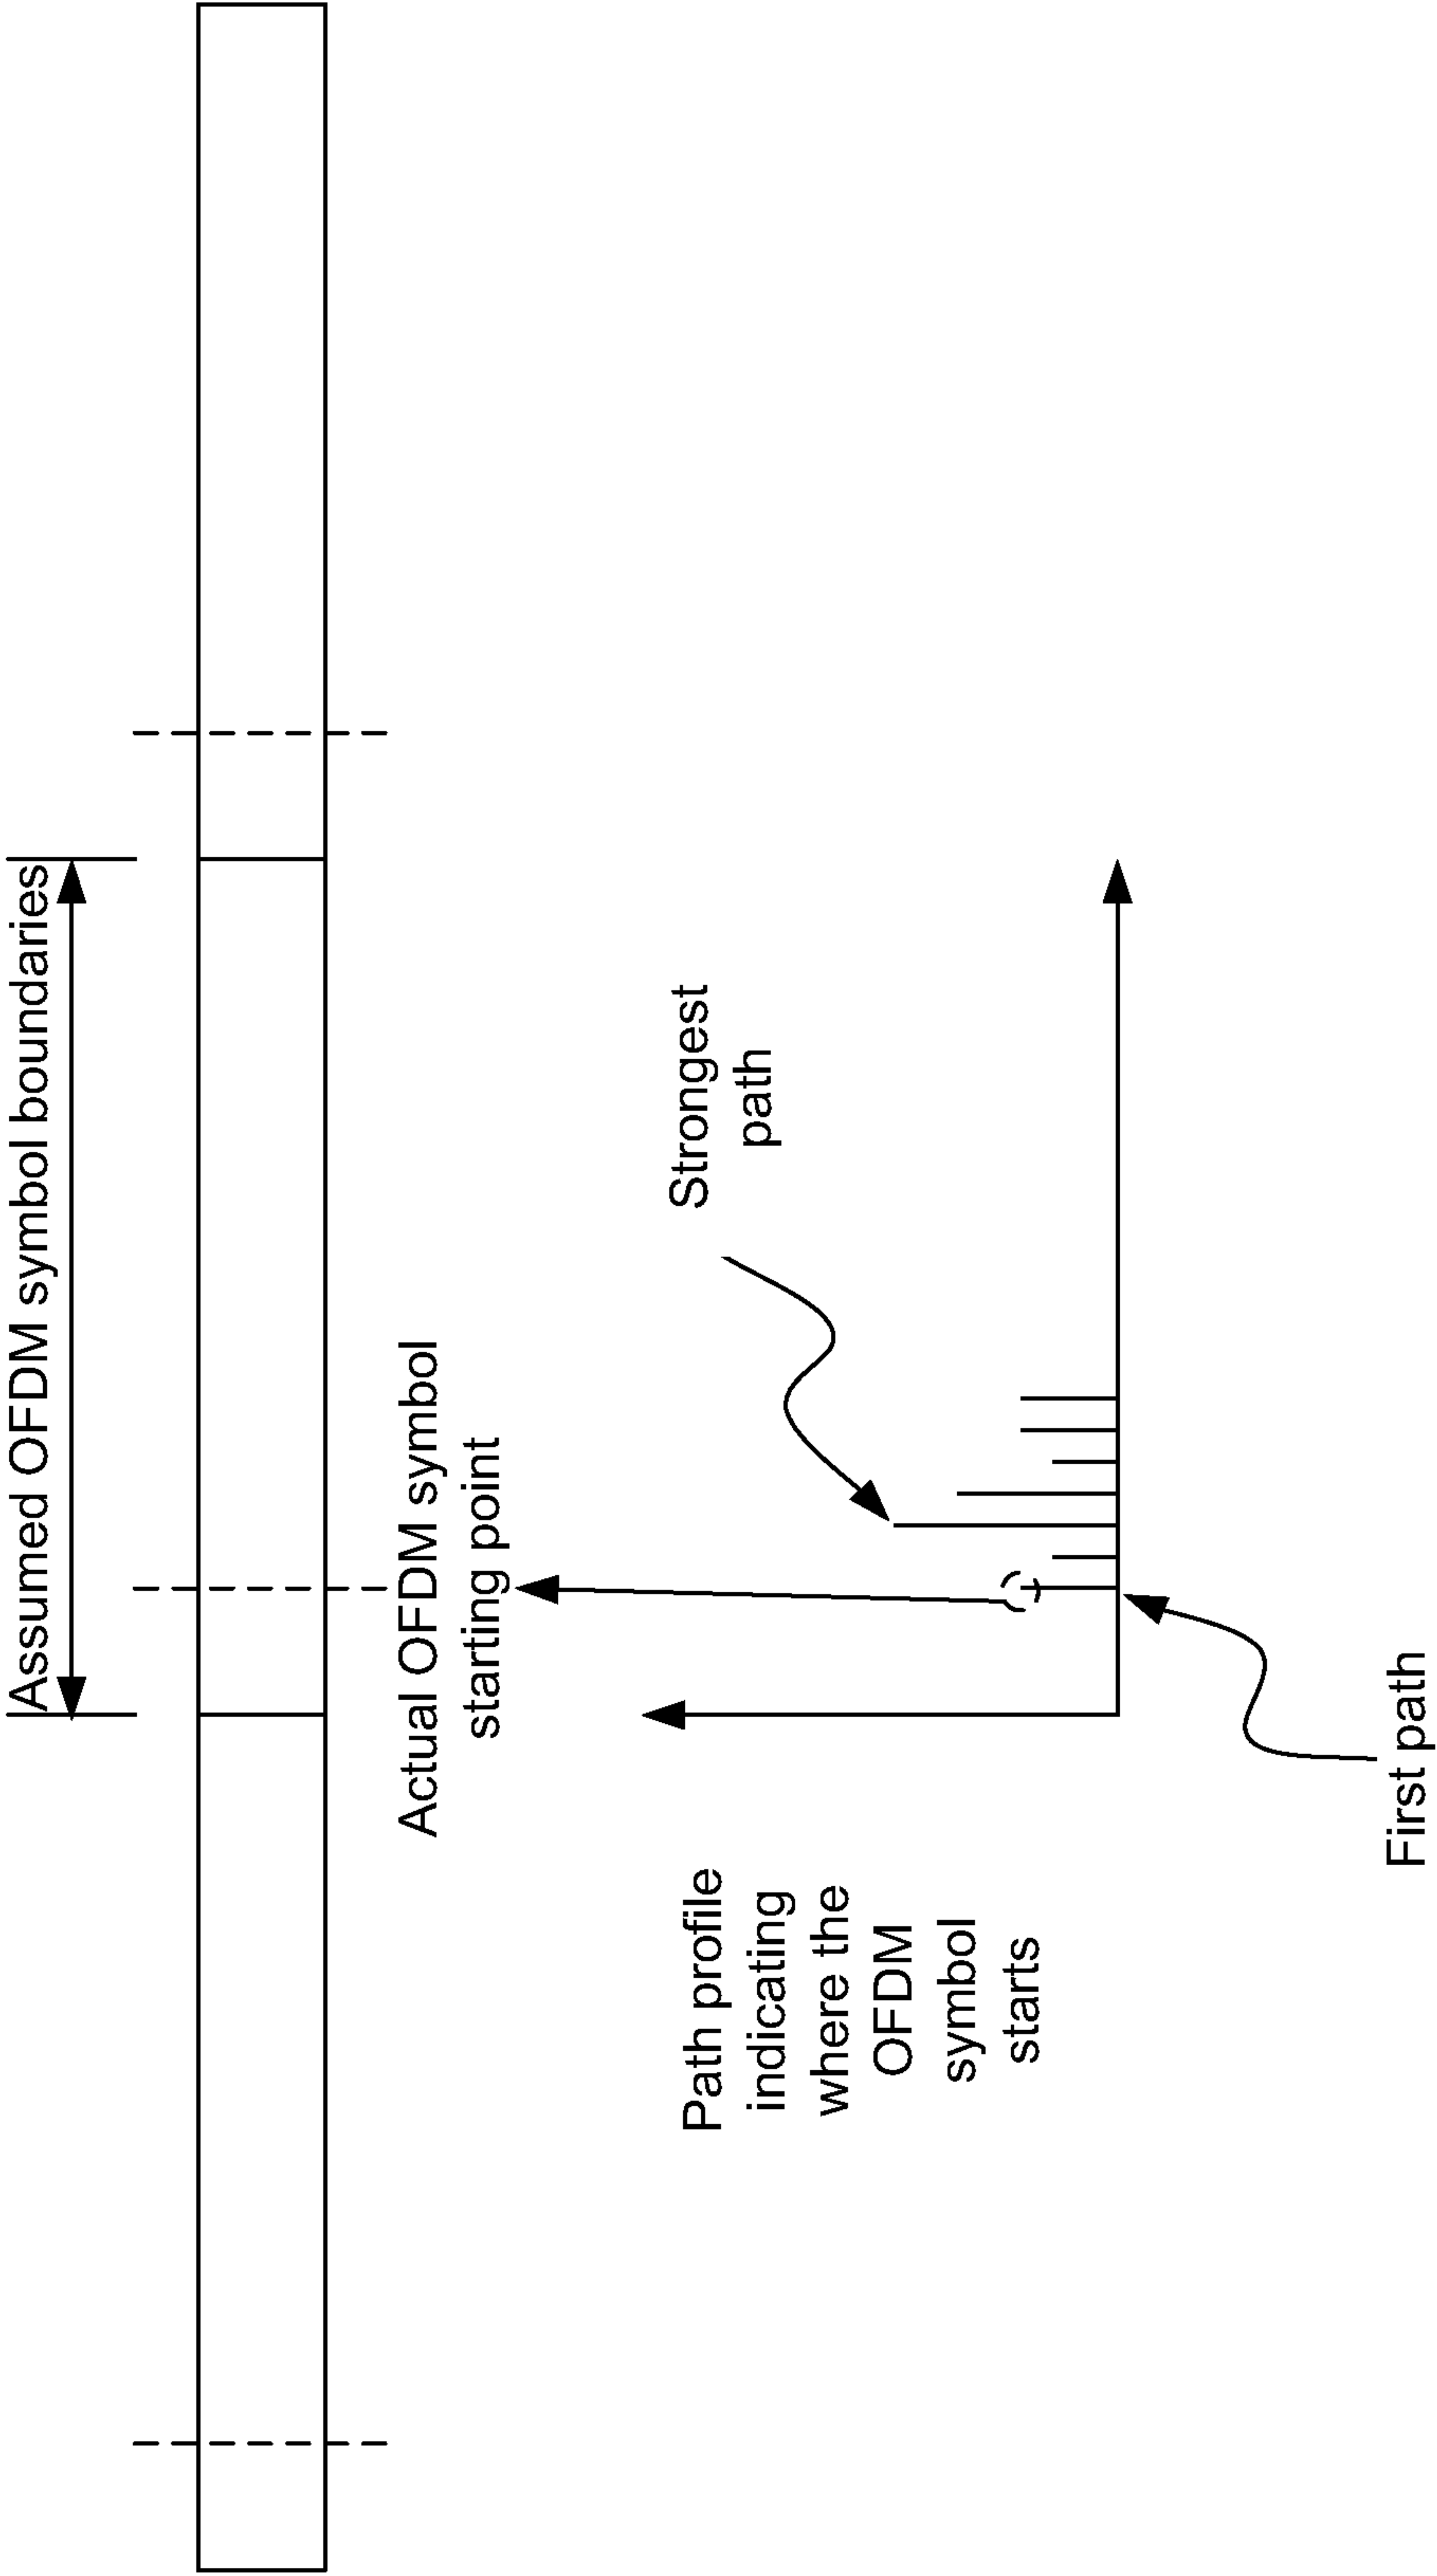 Assumed OFDM symbol boundaries
Actual OFDM symbol
starting point
Path profile
indicating
where the
OFDM
symbol
starts
Strongest
path
First path